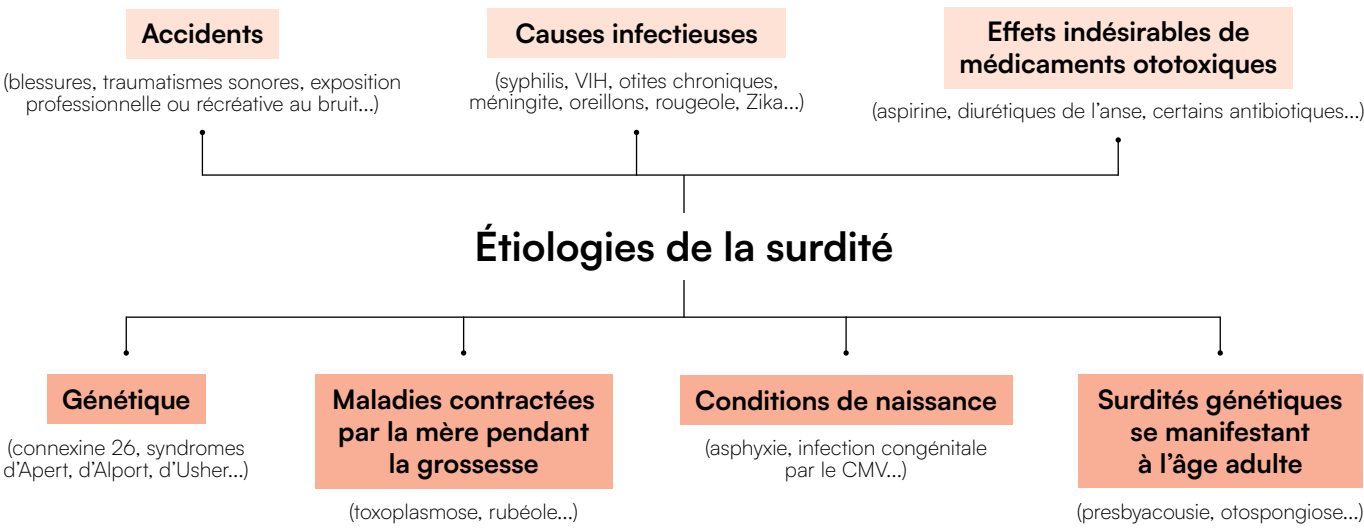 Accidents
(blessures, traumatismes sonores, exposition
professionnelle ou récréative au bruit...)
Causes infectieuses
(syphilis, VIH, otites chroniques,
méningite, oreillons, rougeole, Zika...)
Effets indésirables de
médicaments ototoxiques
(aspirine, diurétiques de l'anse, certains antibiotiques...)
Étiologies de la surdité
Génétique
(connexine 26, syndromes
d'Apert, d'Alport, d'Usher...)
Maladies contractées
par la mère pendant
la grossesse
(toxoplasmose, rubéole...)
Conditions de naissance
(asphyxie, infection congénitale
par le CMV...)
Surdités génétiques
se manifestant
à l'âge adulte
(presbyacousie, otospongiose...)